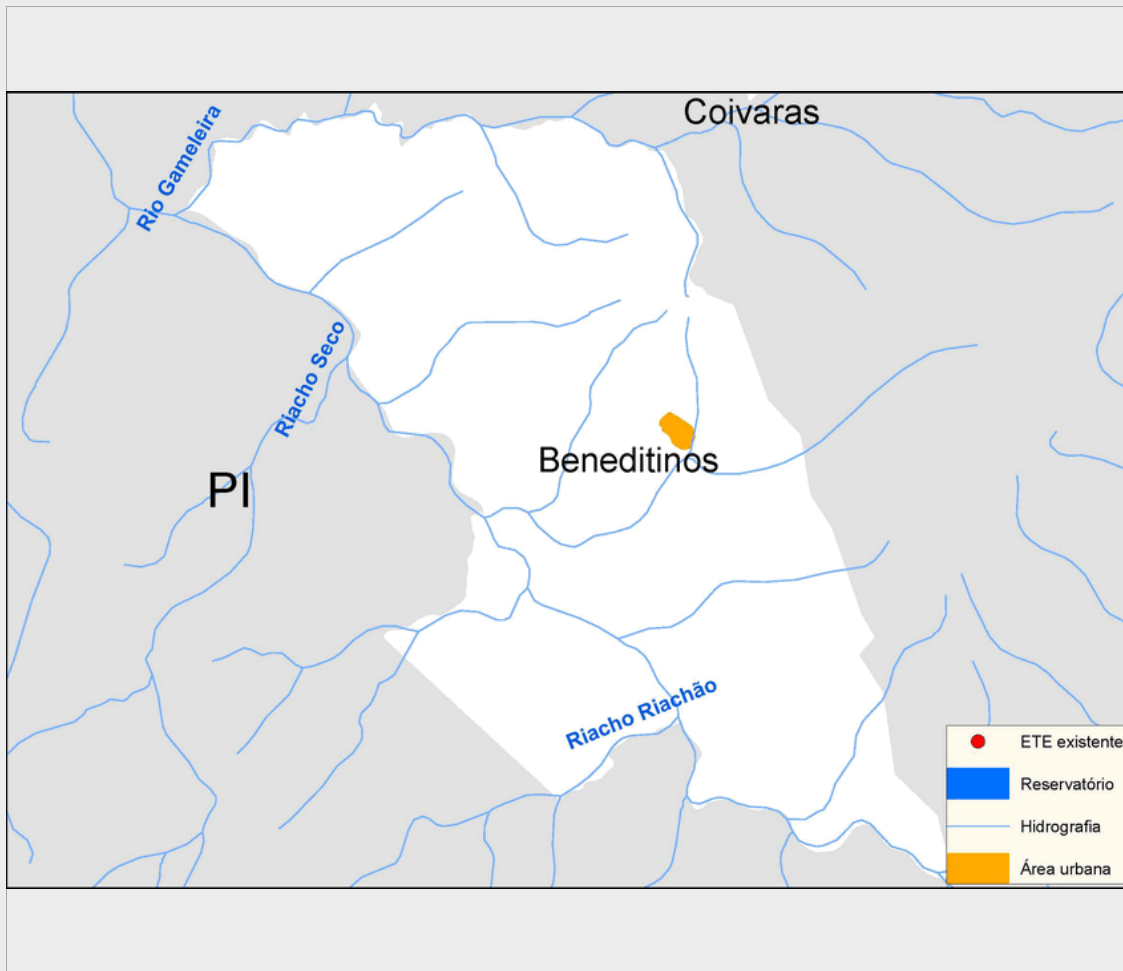 Coivaras
Rio Gameleira
Riacho Seco
Beneditinos
PI
Riacho Riachão
ETE existente
Reservatório
Hidrografia
Área urbana